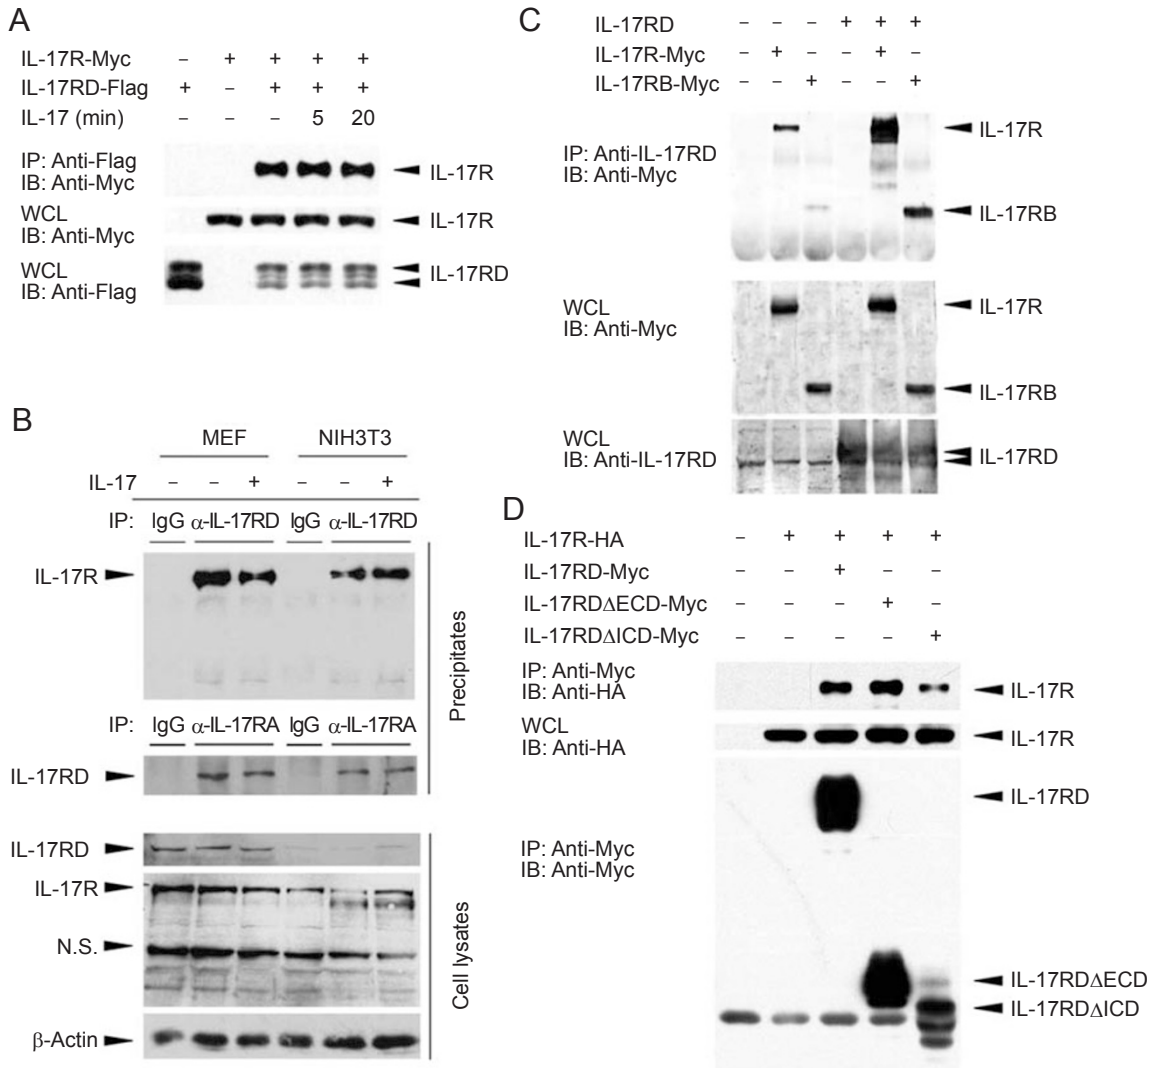 A
IL-17R-Myc – + + + +
IL-17RD-Flag + – + + +
IL-17 (min) – – – 5 20
IP: Anti-Flag
IB: Anti-Myc
IL-17R
WCL
IB: Anti-Myc
IL-17R
WCL
IB: Anti-Flag
IL-17RD
B
MEF NIH3T3
IL-17 – – + – – +
IP: IgG α-IL-17RD IgG α-IL-17RD
IL-17R
IP: IgG α-IL-17RA IgG α-IL-17RA
IL-17RD
Precipitates
IL-17RD
IL-17R
N.S.
β-Actin
Cell lysates
C
IL-17RD – – – + + +
IL-17R-Myc – + – – + –
IL-17RB-Myc – – + – – +
IP: Anti-IL-17RD
IB: Anti-Myc
IL-17R
IL-17RB
WCL
IB: Anti-Myc
IL-17R
IL-17RB
WCL
IB: Anti-IL-17RD
IL-17RD
D
IL-17R-HA – + + + +
IL-17RD-Myc – – + – –
IL-17RDΔECD-Myc – – – + –
IL-17RDΔICD-Myc – – – – +
IP: Anti-Myc
IB: Anti-HA
IL-17R
WCL
IB: Anti-HA
IL-17R
IL-17RD
IP: Anti-Myc
IB: Anti-Myc
IL-17RDΔECD
IL-17RDΔICD